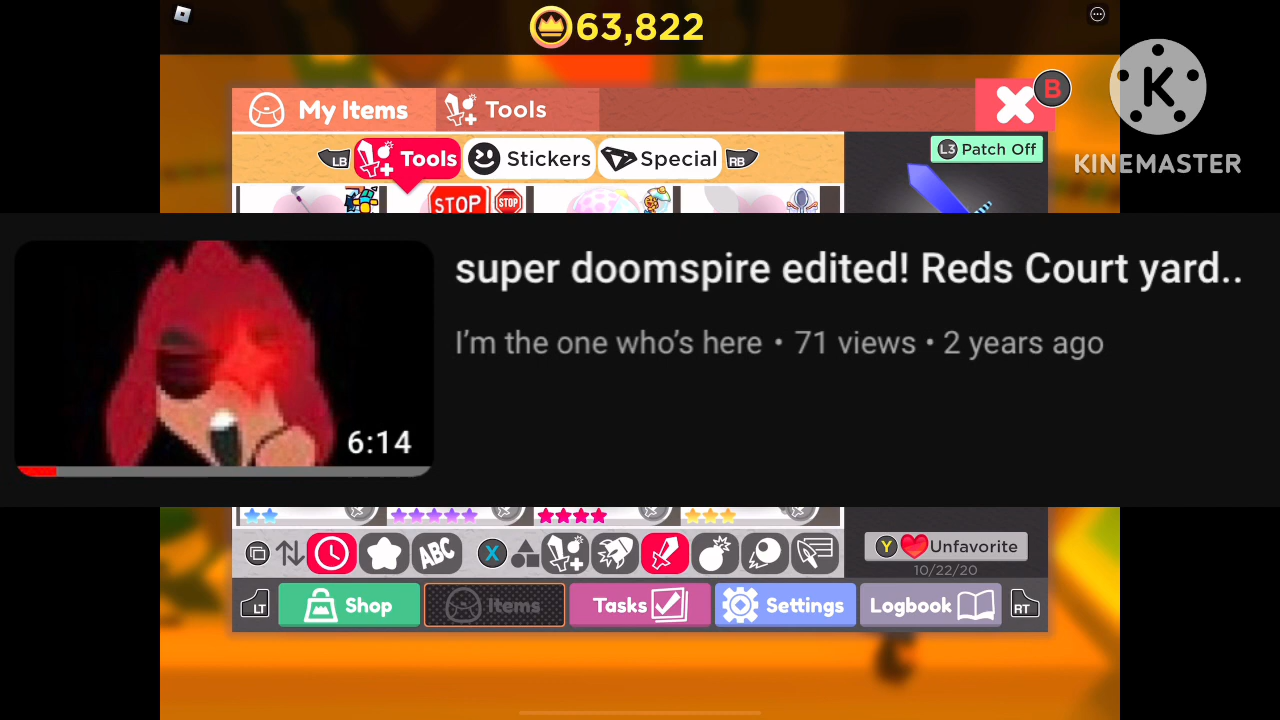 63,822
My Items
Tools
B
K
KINEMASTER
LB
Tools
Stickers
Special
RB
L3 Patch Off
STOP
STOP
super doomspire edited! Reds Court yard..
I'm the one who's here • 71 views • 2 years ago
6:14
ABC
X
Y Unfavorite
10/22/20
LT
Shop
Items
Tasks
Settings
Logbook
RT